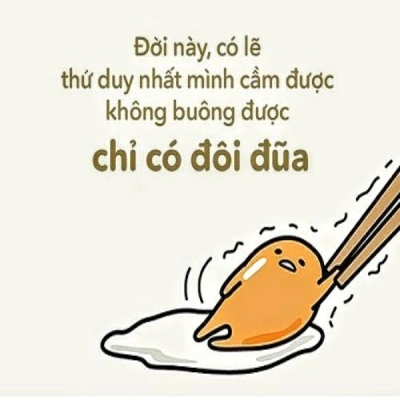 Đời này, có lẽ
thứ duy nhất mình cầm được
không buông được
chỉ có đôi đũa